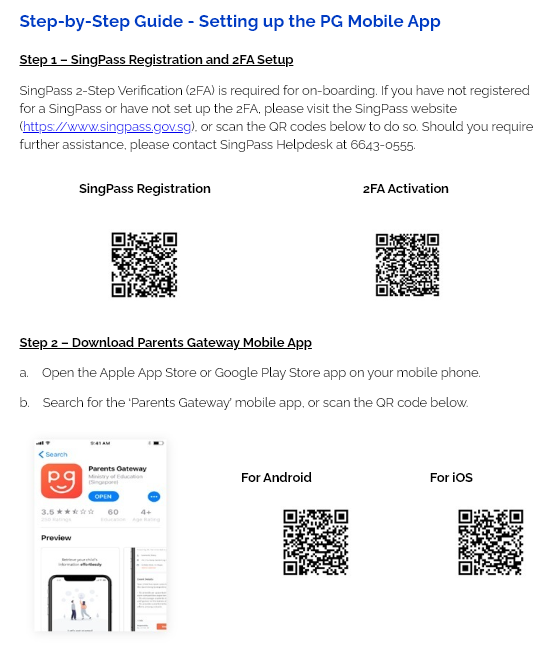 Step-by-Step Guide - Setting up the PG Mobile App
Step 1 – SingPass Registration and 2FA Setup
SingPass 2-Step Verification (2FA) is required for on-boarding. If you have not registered
for a SingPass or have not set up the 2FA, please visit the SingPass website
(https://www.singpass.gov.sg), or scan the QR codes below to do so. Should you require
further assistance, please contact SingPass Helpdesk at 6643-0555.
SingPass Registration
2FA Activation
Step 2 – Download Parents Gateway Mobile App
a. Open the Apple App Store or Google Play Store app on your mobile phone.
b. Search for the 'Parents Gateway' mobile app, or scan the QR code below.
9:41 AM
Search
pg
Parents Gateway
Ministry of Education
(Singapore)
OPEN
3.5
60
4+
Age Rating
Preview
Retrieve your child's
information effortlessly
For Android
For iOS